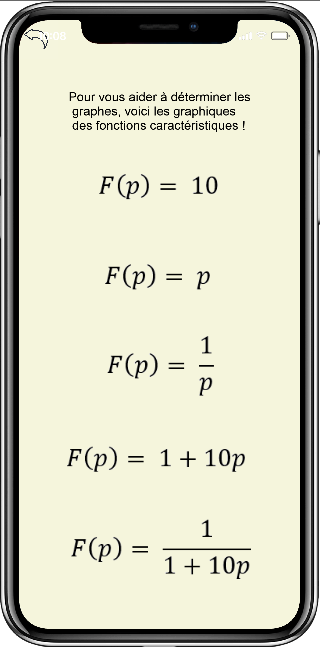 Pour vous aider à déterminer les
graphes, voici les graphiques
des fonctions caractéristiques !
F(p) = 10
F(p) = p
F(p) = 1/p
F(p) = 1 + 10p
F(p) = 1/(1 + 10p)